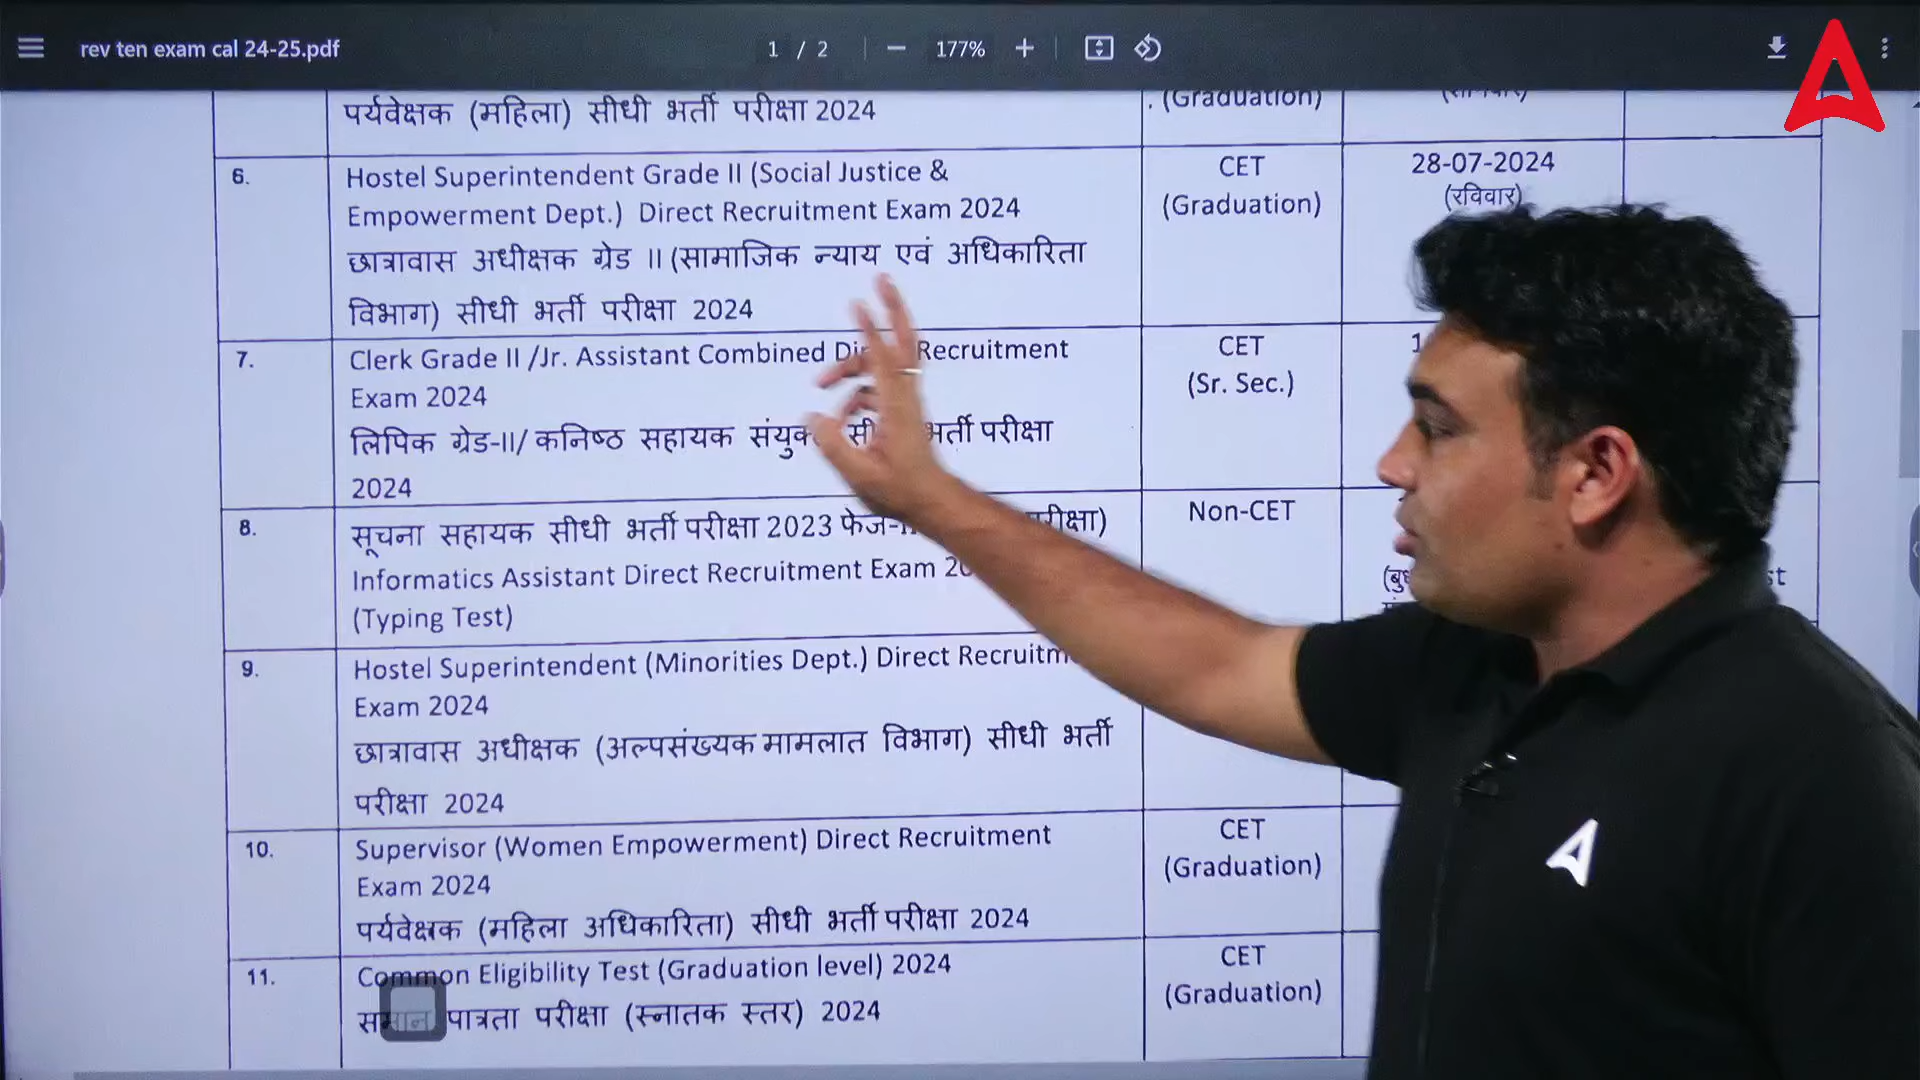 rev ten exam cal 24-25.pdf
1 / 2
177%
पर्यवेक्षक (महिला) सीधी भर्ती परीक्षा 2024
(Graduation)
6.
Hostel Superintendent Grade II (Social Justice &
Empowerment Dept.) Direct Recruitment Exam 2024
छात्रावास अधीक्षक ग्रेड II (सामाजिक न्याय एवं अधिकारिता
विभाग) सीधी भर्ती परीक्षा 2024
CET
(Graduation)
28-07-2024
(रविवार)
7.
Clerk Grade II /Jr. Assistant Combined Recruitment
Exam 2024
लिपिक ग्रेड-II/ कनिष्ठ सहायक भर्ती परीक्षा
2024
CET
(Sr. Sec.)
8.
सूचना सहायक सीधी भर्ती परीक्षा 2023
Informatics Assistant Direct Recruitment Exam
(Typing Test)
Non-CET
9.
Hostel Superintendent (Minorities Dept.) Direct
Exam 2024
छात्रावास अधीक्षक (अल्पसंख्यक मामलात विभाग) सीधी भर्ती
परीक्षा 2024
10.
Supervisor (Women Empowerment) Direct Recruitment
Exam 2024
पर्यवेक्षक (महिला अधिकारिता) सीधी भर्ती परीक्षा 2024
CET
(Graduation)
11.
Common Eligibility Test (Graduation level) 2024
समान पात्रता परीक्षा (स्नातक स्तर) 2024
CET
(Graduation)